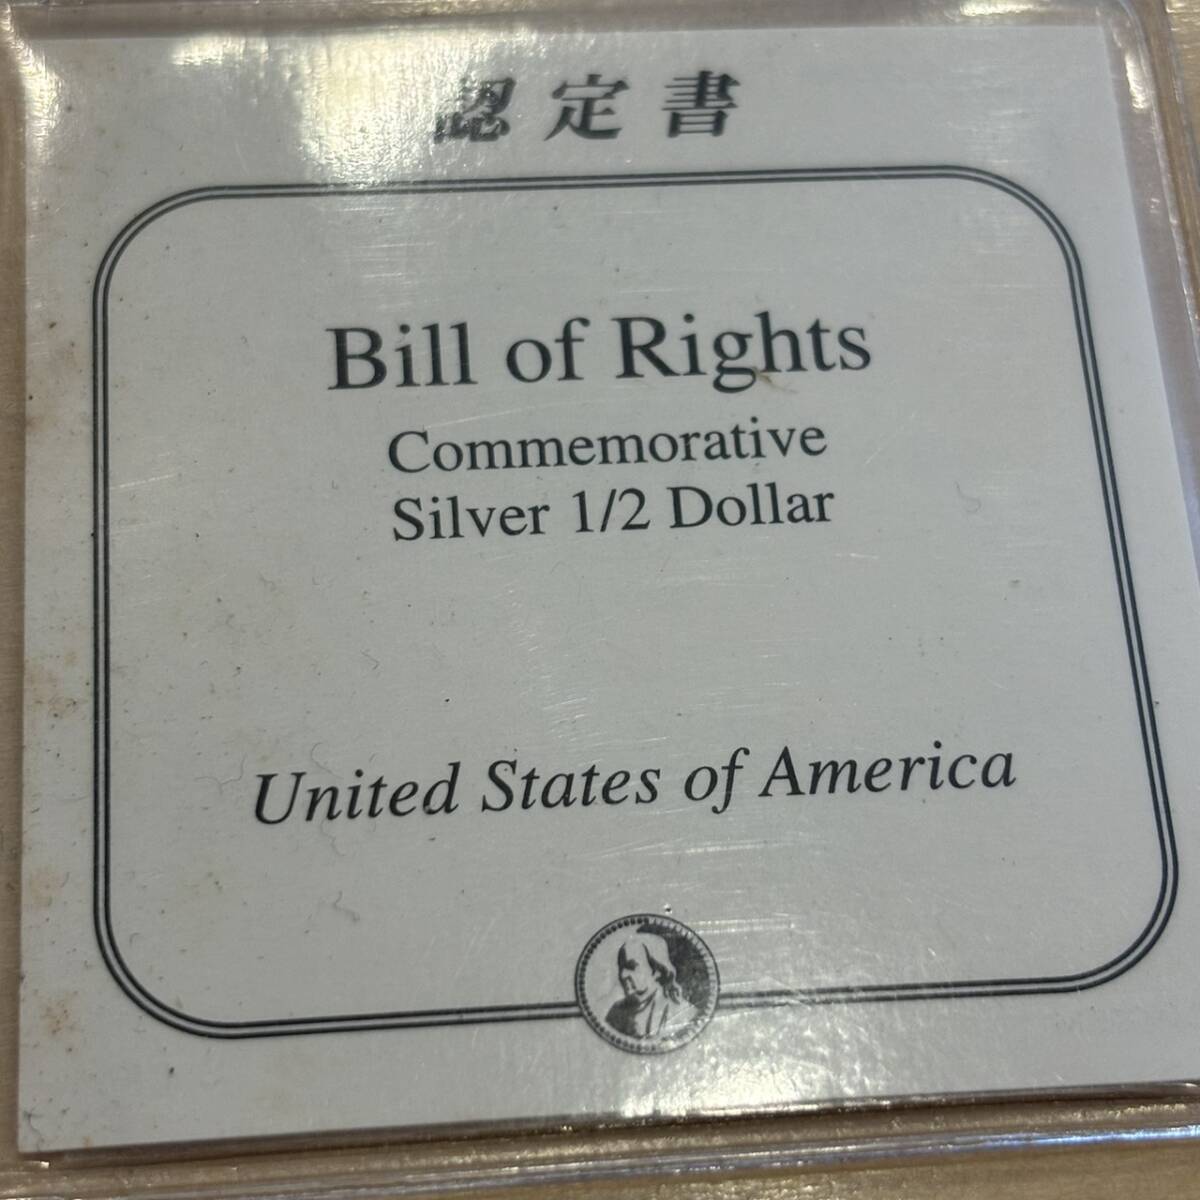 認定書
Bill of Rights
Commemorative
Silver 1/2 Dollar
United States of America